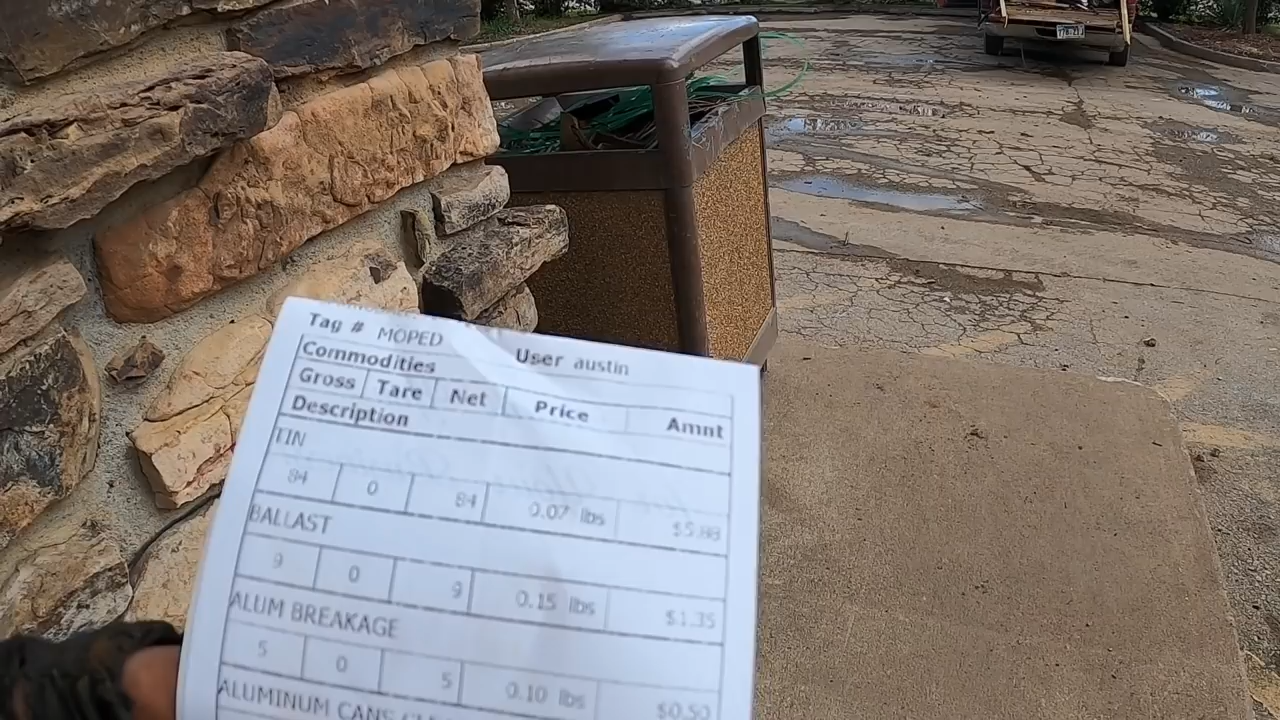 Tag # MOPED User austin
Commodities
Gross Tare Net Price Amnt
Description
TIN
84 0 84 0.07 lbs $5.88
BALLAST
9 0 9 0.15 lbs $1.35
ALUM BREAKAGE
5 0 5 0.10 lbs $0.50
ALUMINUM CANS